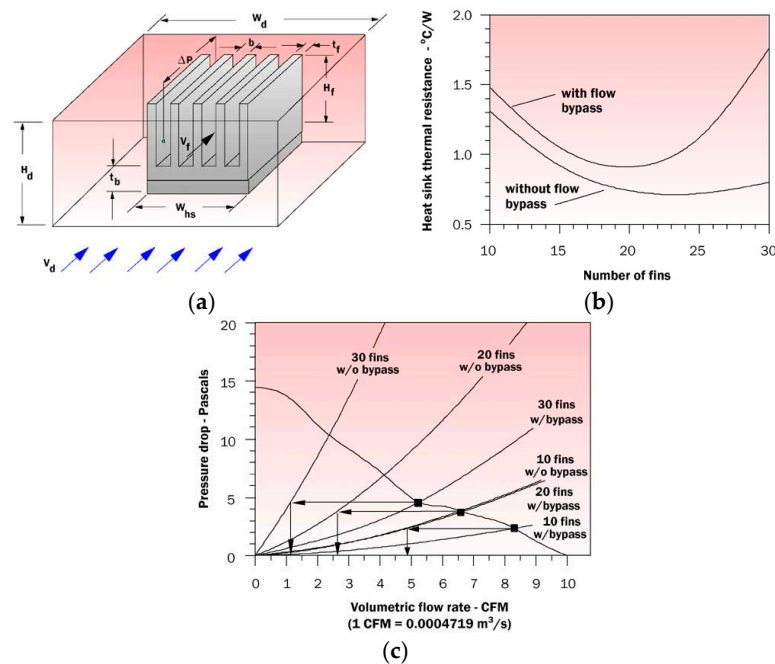 W_d
b
t_f
ΔP
H_f
V_f
H_d
t_b
W_hs
V_d
(a)
Heat sink thermal resistance - °C/W
2.0
1.5
1.0
0.5
with flow
bypass
without flow
bypass
10 15 20 25 30
Number of fins
(b)
Pressure drop - Pascals
20
15
10
5
0
30 fins
w/o bypass
20 fins
w/o bypass
30 fins
w/bypass
10 fins
w/o bypass
20 fins
w/bypass
10 fins
w/bypass
0 1 2 3 4 5 6 7 8 9 10
Volumetric flow rate - CFM
(1 CFM = 0.0004719 m³/s)
(c)